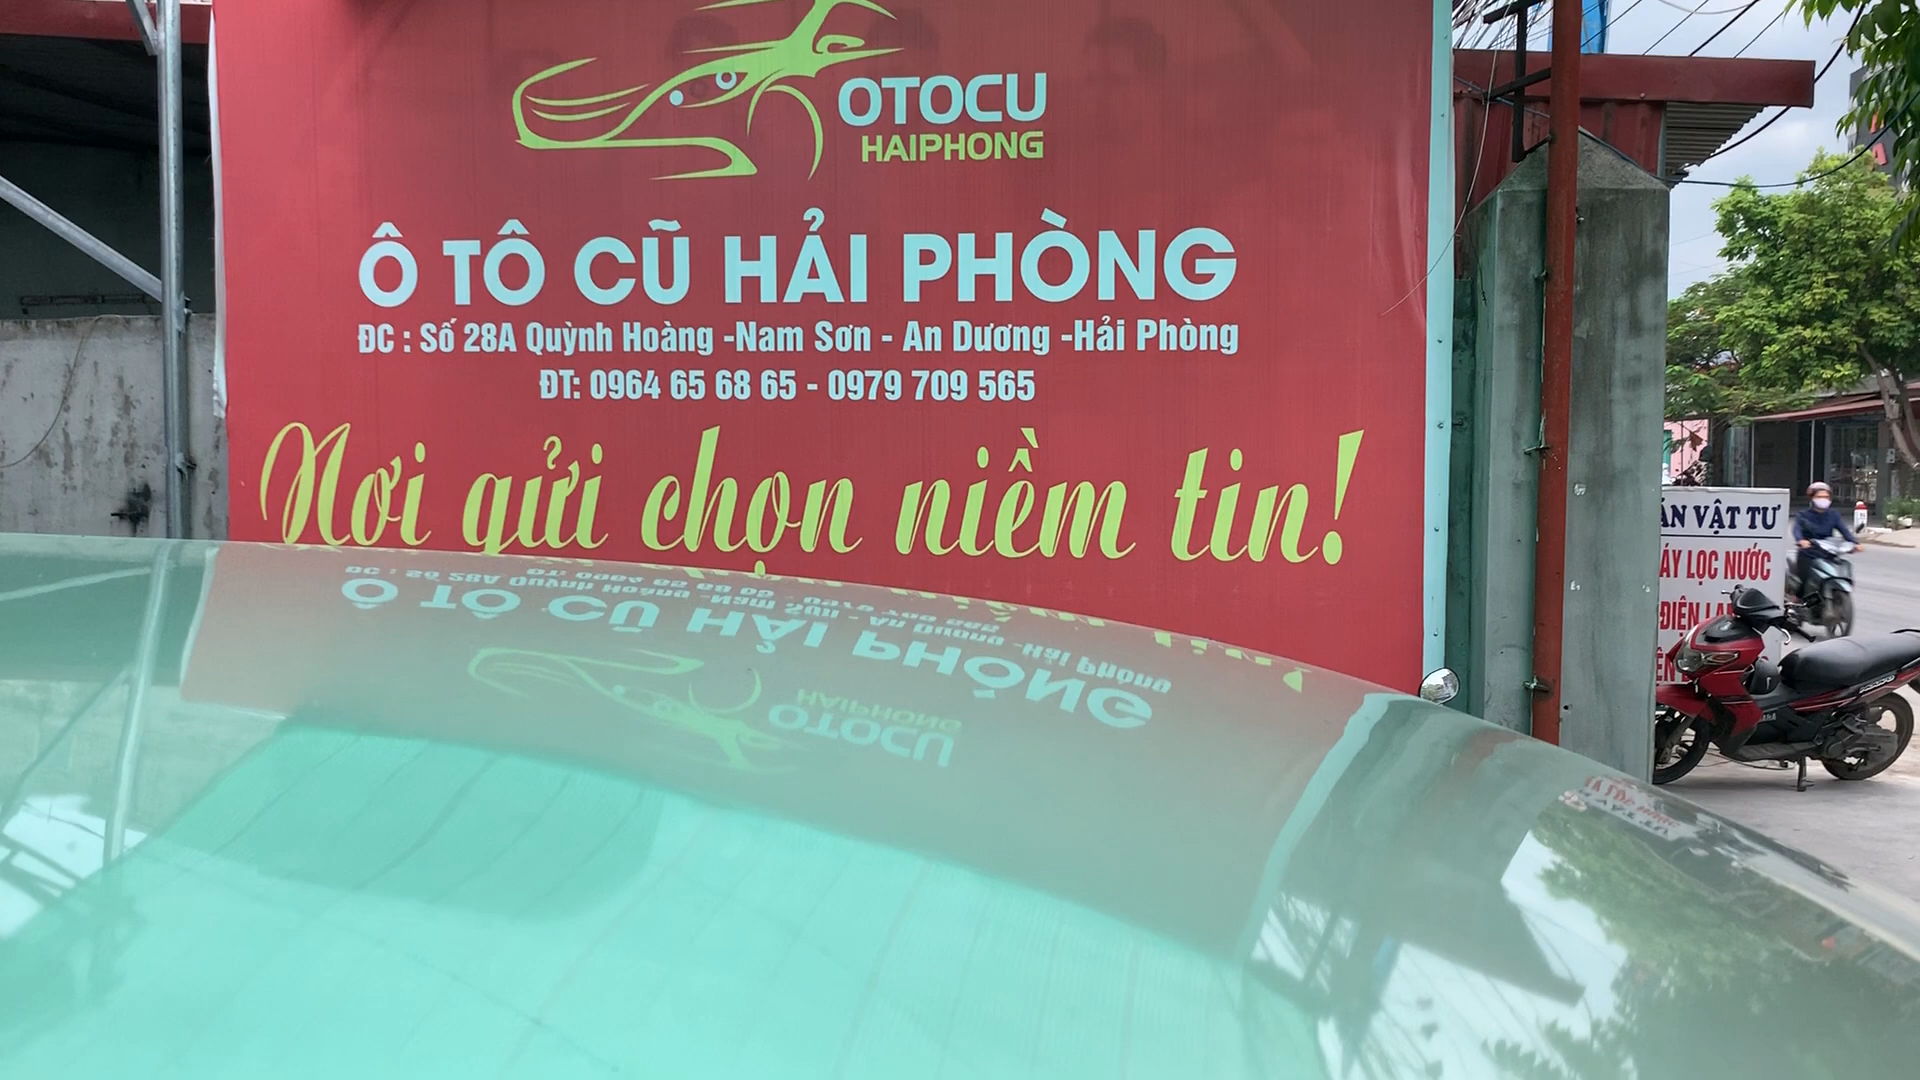 OTOCU
HAIPHONG
Ô TÔ CŨ HẢI PHÒNG
ĐC : Số 28A Quỳnh Hoàng -Nam Sơn - An Dương -Hải Phòng
ĐT: 0964 65 68 65 - 0979 709 565
Nơi gửi chọn niềm tin!
VẬT TƯ
LỌC NƯỚC
ĐIỆN